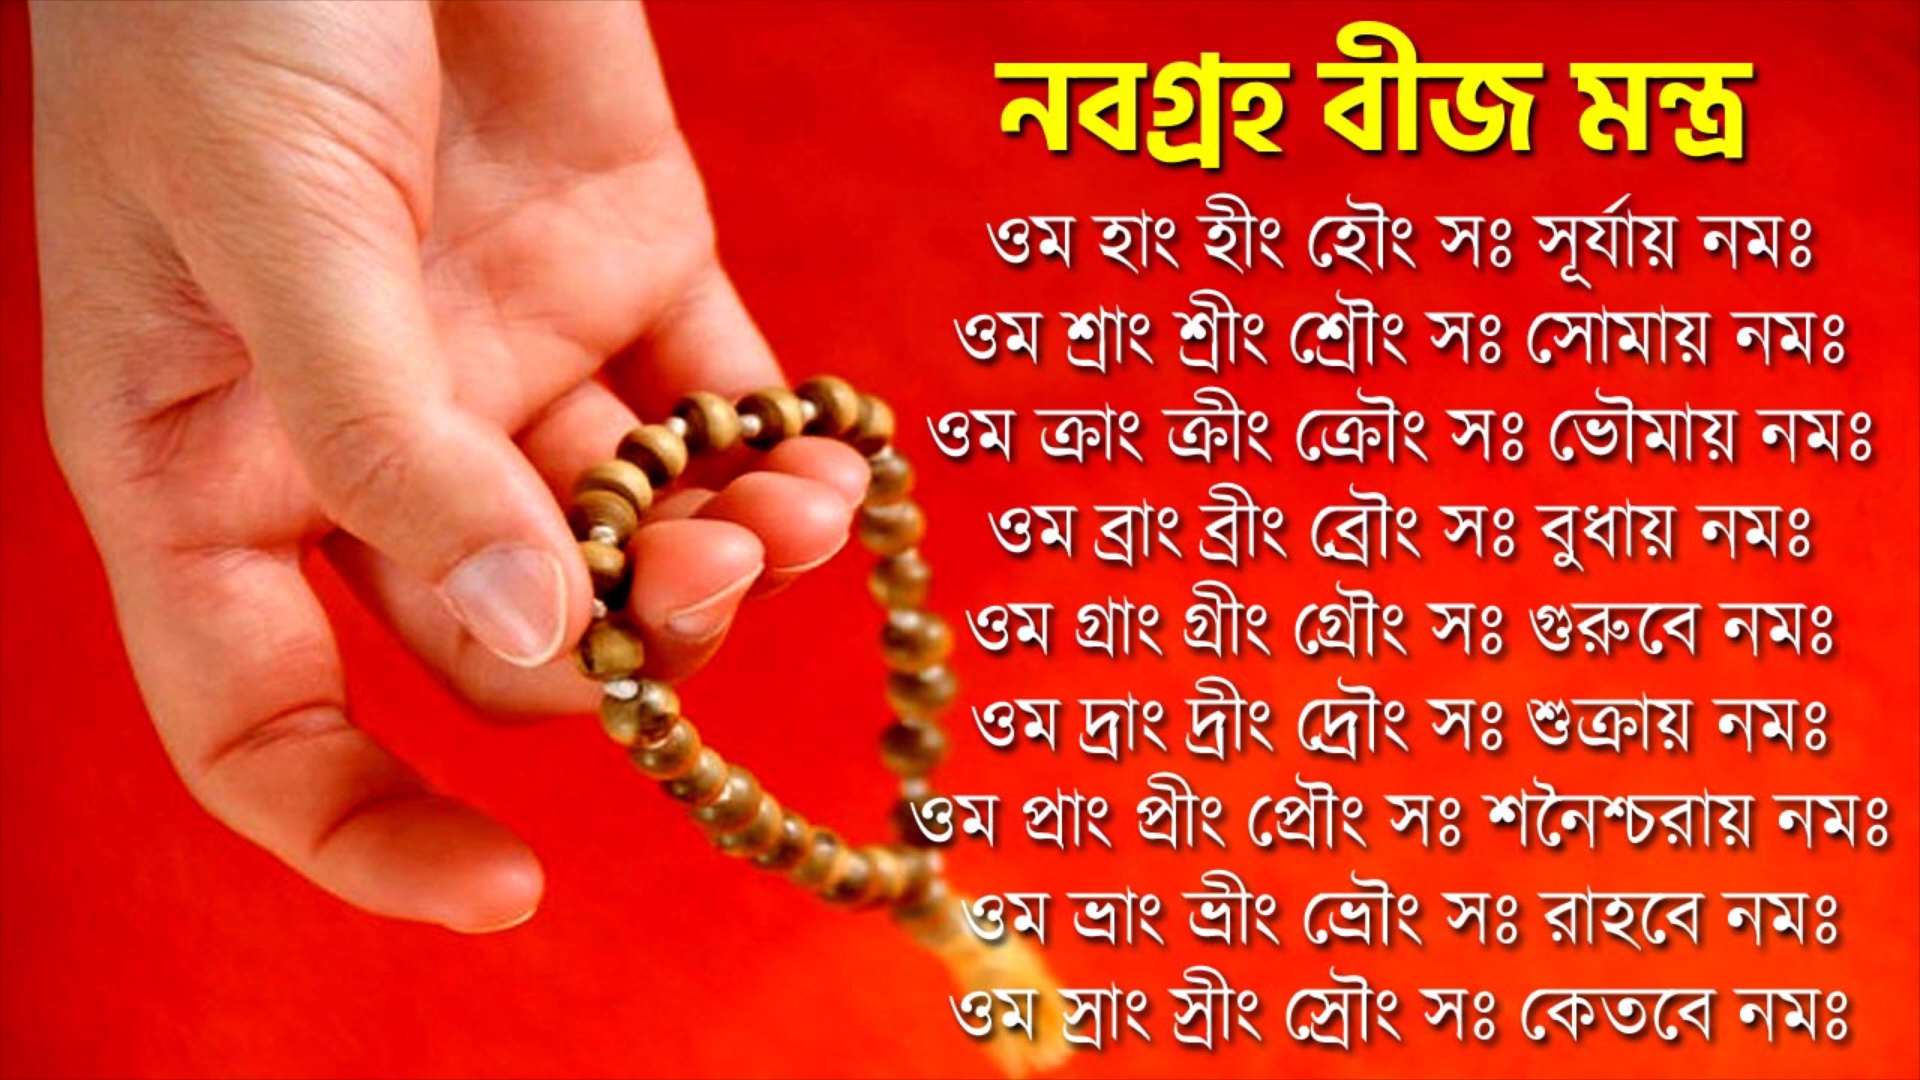 নবগ্রহ বীজ মন্ত্র
ওম হাং হীং হৌং সঃ সূর্যায় নমঃ
ওম শ্রাং শ্রীং শ্রৌং সঃ সোমায় নমঃ
ওম ক্রাং ক্রীং ক্রৌং সঃ ভৌমায় নমঃ
ওম ব্রাং ব্রীং ব্রৌং সঃ বুধায় নমঃ
ওম গ্রাং গ্রীং গ্রৌং সঃ গুরুবে নমঃ
ওম দ্রাং দ্রীং দ্রৌং সঃ শুক্রায় নমঃ
ওম প্রাং প্রীং প্রৌং সঃ শনৈশ্চরায় নমঃ
ওম ভ্রাং ভ্রীং ভ্রৌং সঃ রাহবে নমঃ
ওম স্রাং স্রীং স্রৌং সঃ কেতবে নমঃ